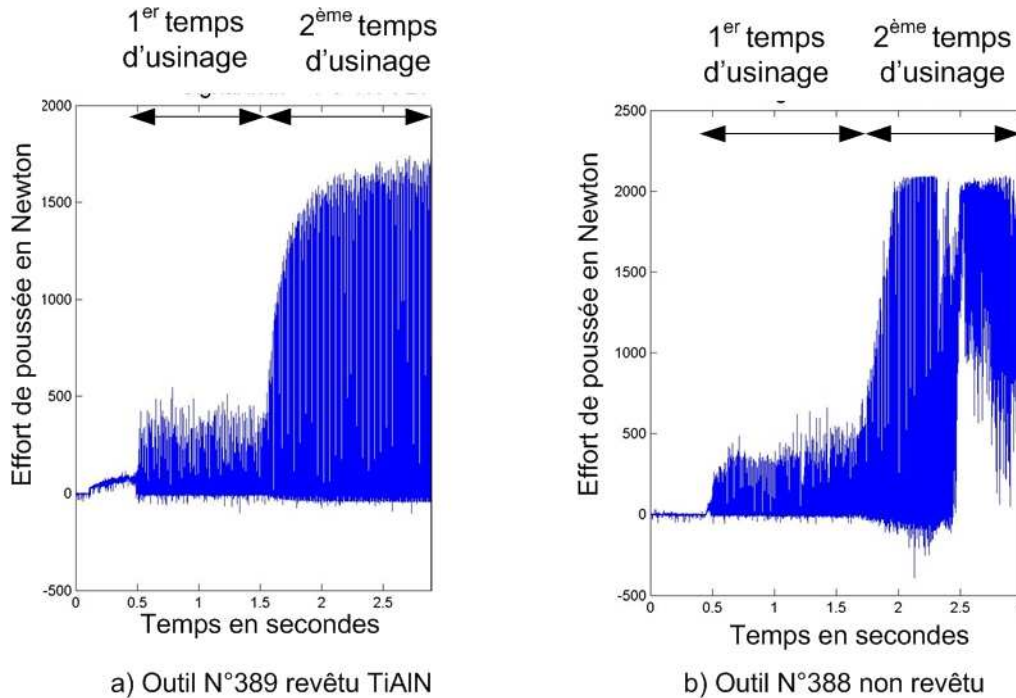 1er temps
d'usinage
2ème temps
d'usinage
2000
1500
1000
500
0
-500
0
0.5
1
1.5
2
2.5
Effort de poussée en Newton
Temps en secondes
a) Outil N°389 revêtu TiAlN
1er temps
d'usinage
2ème temps
d'usinage
2500
2000
1500
1000
500
0
-500
0
0.5
1
1.5
2
2.5
Effort de poussée en Newton
Temps en secondes
b) Outil N°388 non revêtu